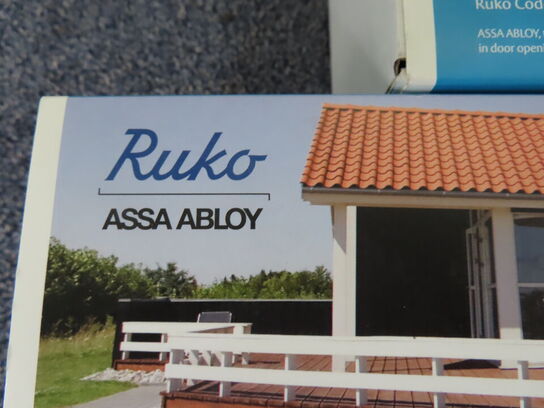 Ruko Cod
ASSA ABLOY,
in door open
Ruko
ASSA ABLOY